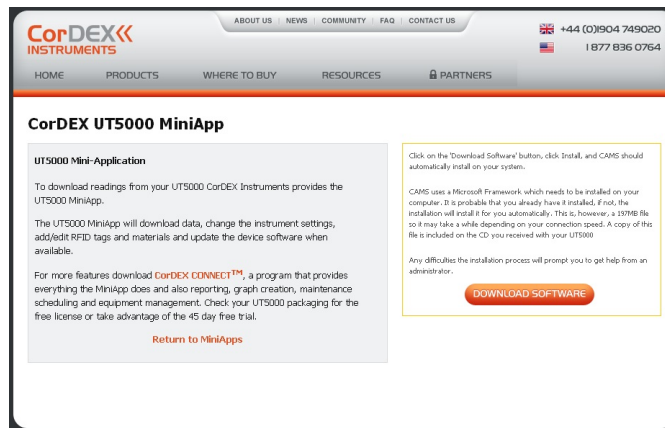 ABOUT US | NEWS | COMMUNITY | FAQ | CONTACT US
CorDEX
INSTRUMENTS
+44 (0)1904 749020
1 877 836 0764
HOME PRODUCTS WHERE TO BUY RESOURCES PARTNERS
CorDEX UT5000 MiniApp
UT5000 Mini-Application
To download readings from your UT5000 CorDEX Instruments provides the
UT5000 MiniApp.
The UT5000 MiniApp will download data, change the instrument settings,
add/edit RFID tags and materials and update the device software when
available.
For more features download CorDEX CONNECT™, a program that provides
everything the MiniApp does and also reporting, graph creation, maintenance
scheduling and equipment management. Check your UT5000 packaging for the
free license or take advantage of the 45 day free trial.
Return to MiniApps
Click on the 'Download Software' button, click Install, and CAMS should
automatically install on your system.
CAMS uses a Microsoft Framework which needs to be installed on your
computer. It is probable that you already have it installed, if not, the
installation will install it for you automatically. This is, however, a 197MB file
so it may take a while depending on your connection speed. A copy of this
file is included on the CD you received with your UT5000
Any difficulties the installation process will prompt you to get help from an
administrator.
DOWNLOAD SOFTWARE